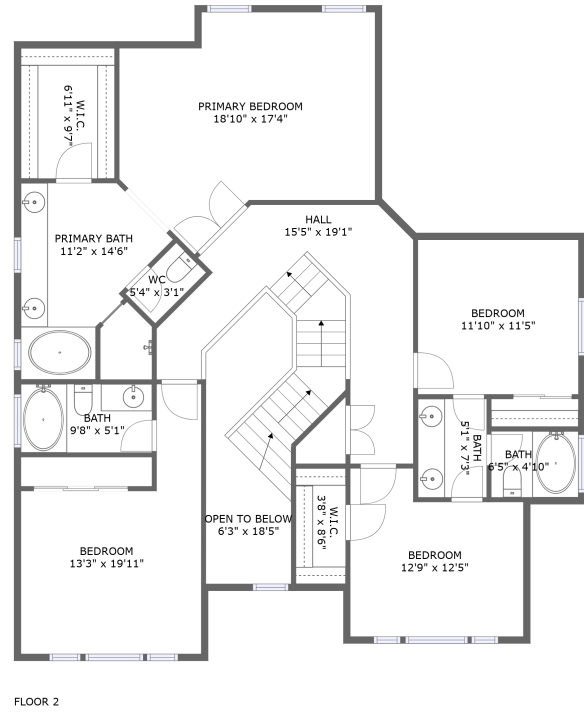 PRIMARY BEDROOM
18'10" x 17'4"
W.I.C.
6'11" x 9'7"
HALL
15'5" x 19'1"
PRIMARY BATH
11'2" x 14'6"
WC
5'4" x 3'1"
BEDROOM
11'10" x 11'5"
BATH
9'8" x 5'1"
BATH
5'1" x 7'3"
BATH
6'5" x 4'10"
OPEN TO BELOW
6'3" x 18'5"
W.I.C.
3'8" x 8'6"
BEDROOM
13'3" x 19'11"
BEDROOM
12'9" x 12'5"
FLOOR 2